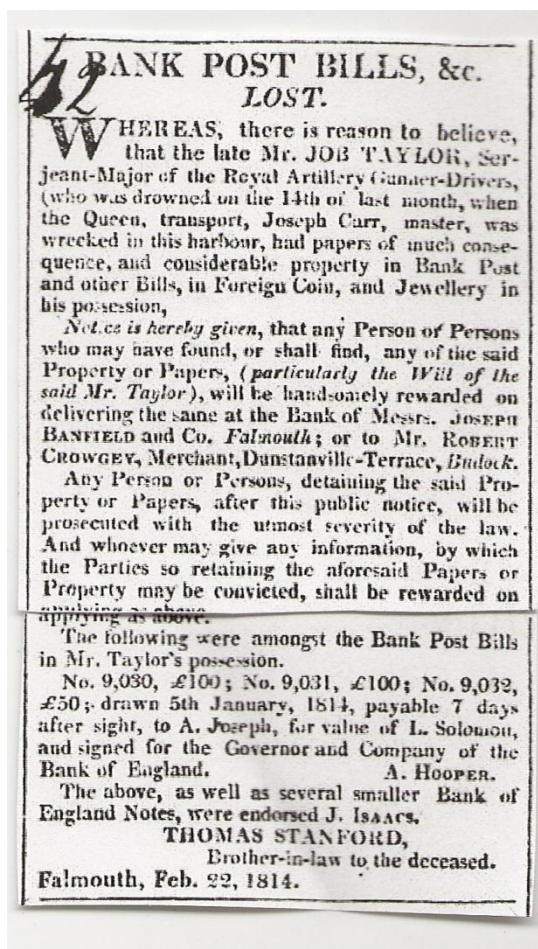 42
BANK POST BILLS, &c.
LOST.
WHEREAS, there is reason to believe,
that the late Mr. JOB TAYLOR, Ser-
jeant-Major of the Royal Artillery Gunner-Drivers,
(who was drowned on the 14th of last month, when
the Queen, transport, Joseph Carr, master, was
wrecked in this harbour, had papers of much conse-
quence, and considerable property in Bank Post
and other Bills, in Foreign Coin, and Jewellery in
his possession,
Notice is hereby given, that any Person or Persons
who may have found, or shall find, any of the said
Property or Papers, (particularly the Will of the
said Mr. Taylor), will be handsomely rewarded on
delivering the same at the Bank of Messrs. JOSEPH
BANFIELD and Co. Falmouth; or to Mr. ROBERT
CROWGEY, Merchant, Dunstanville-Terrace, Budock.
Any Person or Persons, detaining the said Pro-
perty or Papers, after this public notice, will be
prosecuted with the utmost severity of the law.
And whoever may give any information, by which
the Parties so retaining the aforesaid Papers or
Property may be convicted, shall be rewarded on
applying as above.
The following were amongst the Bank Post Bills
in Mr. Taylor's possession.
No. 9,030, £100; No. 9,031, £100; No. 9,032,
£50; drawn 5th January, 1814, payable 7 days
after sight, to A. Joseph, for value of L. Solomon,
and signed for the Governor and Company of the
Bank of England. A. HOOPER.
The above, as well as several smaller Bank of
England Notes, were endorsed J. ISAACS.
THOMAS STANFORD,
Brother-in-law to the deceased.
Falmouth, Feb. 22, 1814.